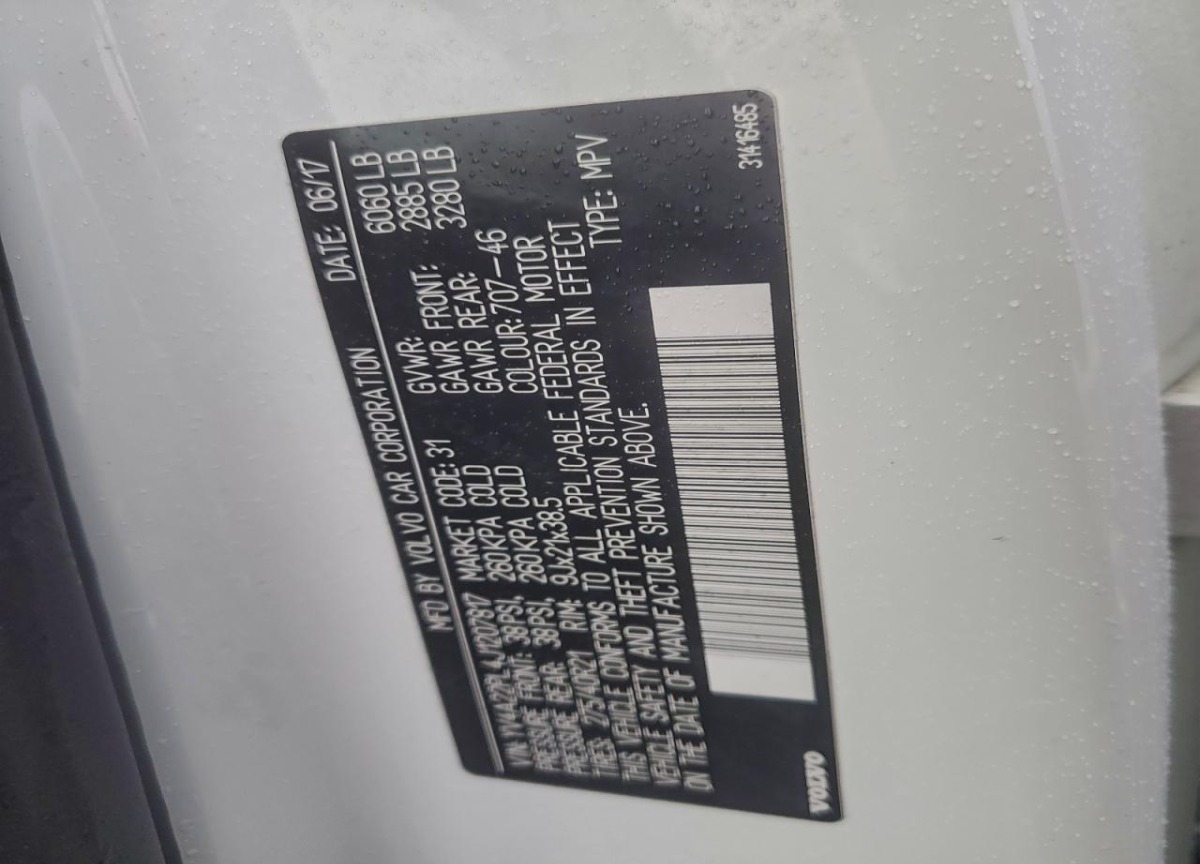 MFD BY VOLVO CAR CORPORATION DATE: 06/17
VIN:YV4A22PL4J1207817 MARKET CODE: 31 GVWR: 6060 LB
PRESSURE FRONT: 38PSI, 260KPA COLD GAWR FRONT: 2885 LB
PRESSURE REAR: 38PSI, 260KPA COLD GAWR REAR: 3280 LB
TIRES: 275/40R21 RIM: 9Jx21x38.5 COLOUR: 707-46
THIS VEHICLE CONFORMS TO ALL APPLICABLE FEDERAL MOTOR
VEHICLE SAFETY AND THEFT PREVENTION STANDARDS IN EFFECT
ON THE DATE OF MANUFACTURE SHOWN ABOVE. TYPE: MPV
VOLVO 31416485